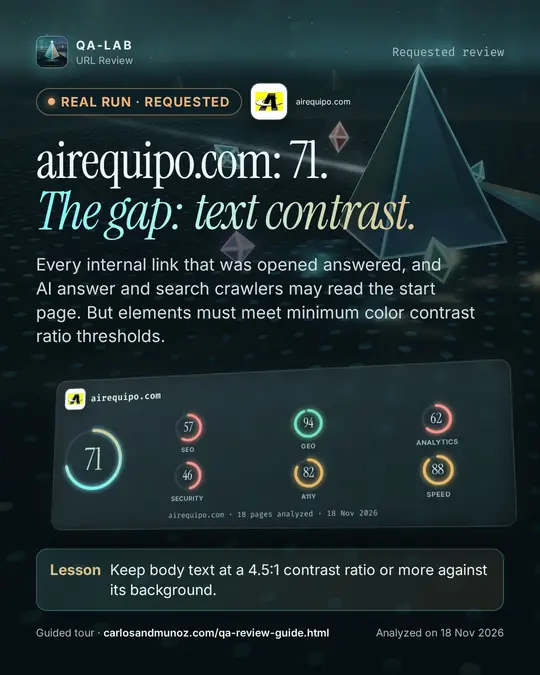 QA-LAB
URL Review
Requested review
REAL RUN · REQUESTED
airequipo.com
airequipo.com: 71.
The gap: text contrast.
Every internal link that was opened answered, and
AI answer and search crawlers may read the start
page. But elements must meet minimum color contrast
ratio thresholds.
airequipo.com
71
57
SEO
94
GEO
62
ANALYTICS
46
SECURITY
82
A11Y
88
SPEED
airequipo.com · 18 pages analyzed · 18 Nov 2026
Lesson Keep body text at a 4.5:1 contrast ratio or more against
its background.
Guided tour · carlosandmunoz.com/qa-review-guide.html
Analyzed on 18 Nov 2026